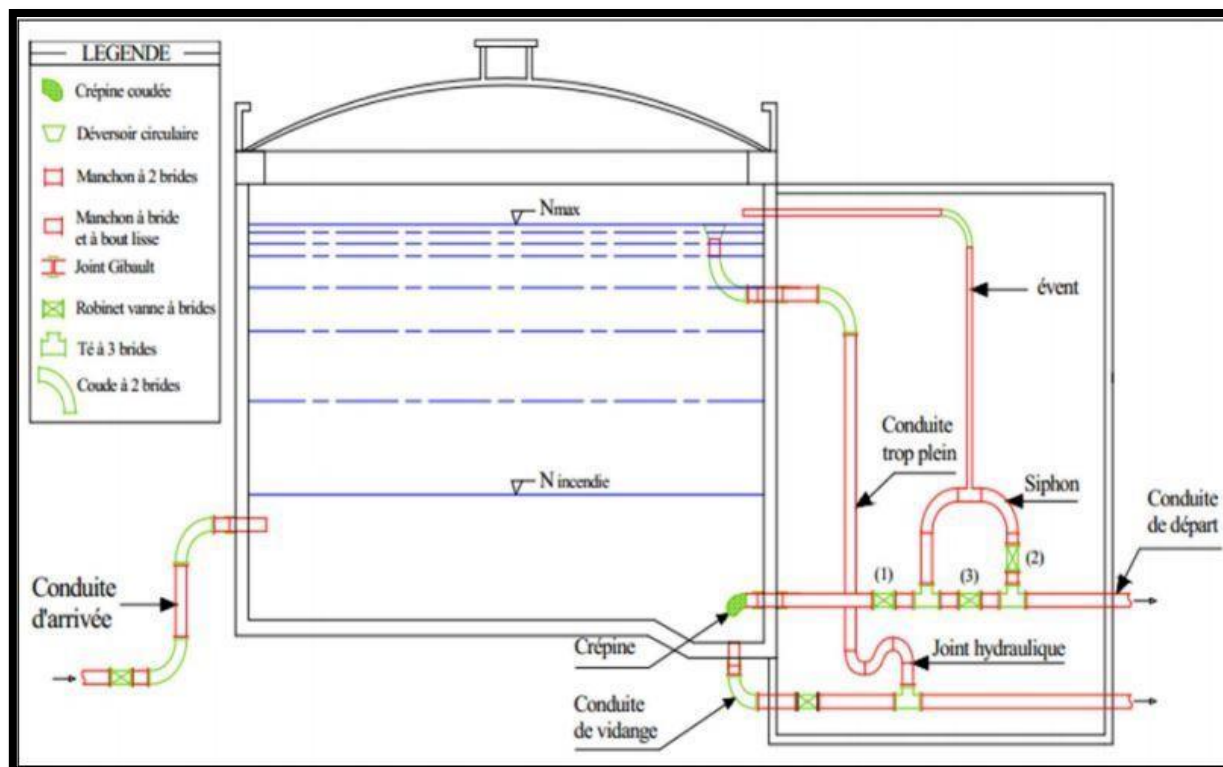 LEGENDE
Crépine coudée
Déversoir circulaire
Manchon à 2 brides
Manchon à bride
et à bout lisse
Joint Gibault
Robinet vanne à brides
Té à 3 brides
Coude à 2 brides
Nmax
N incendie
évent
Conduite
trop plein
Siphon
Conduite
de départ
(1)
(3)
(2)
Conduite
d'arrivée
Crépine
Joint hydraulique
Conduite
de vidange